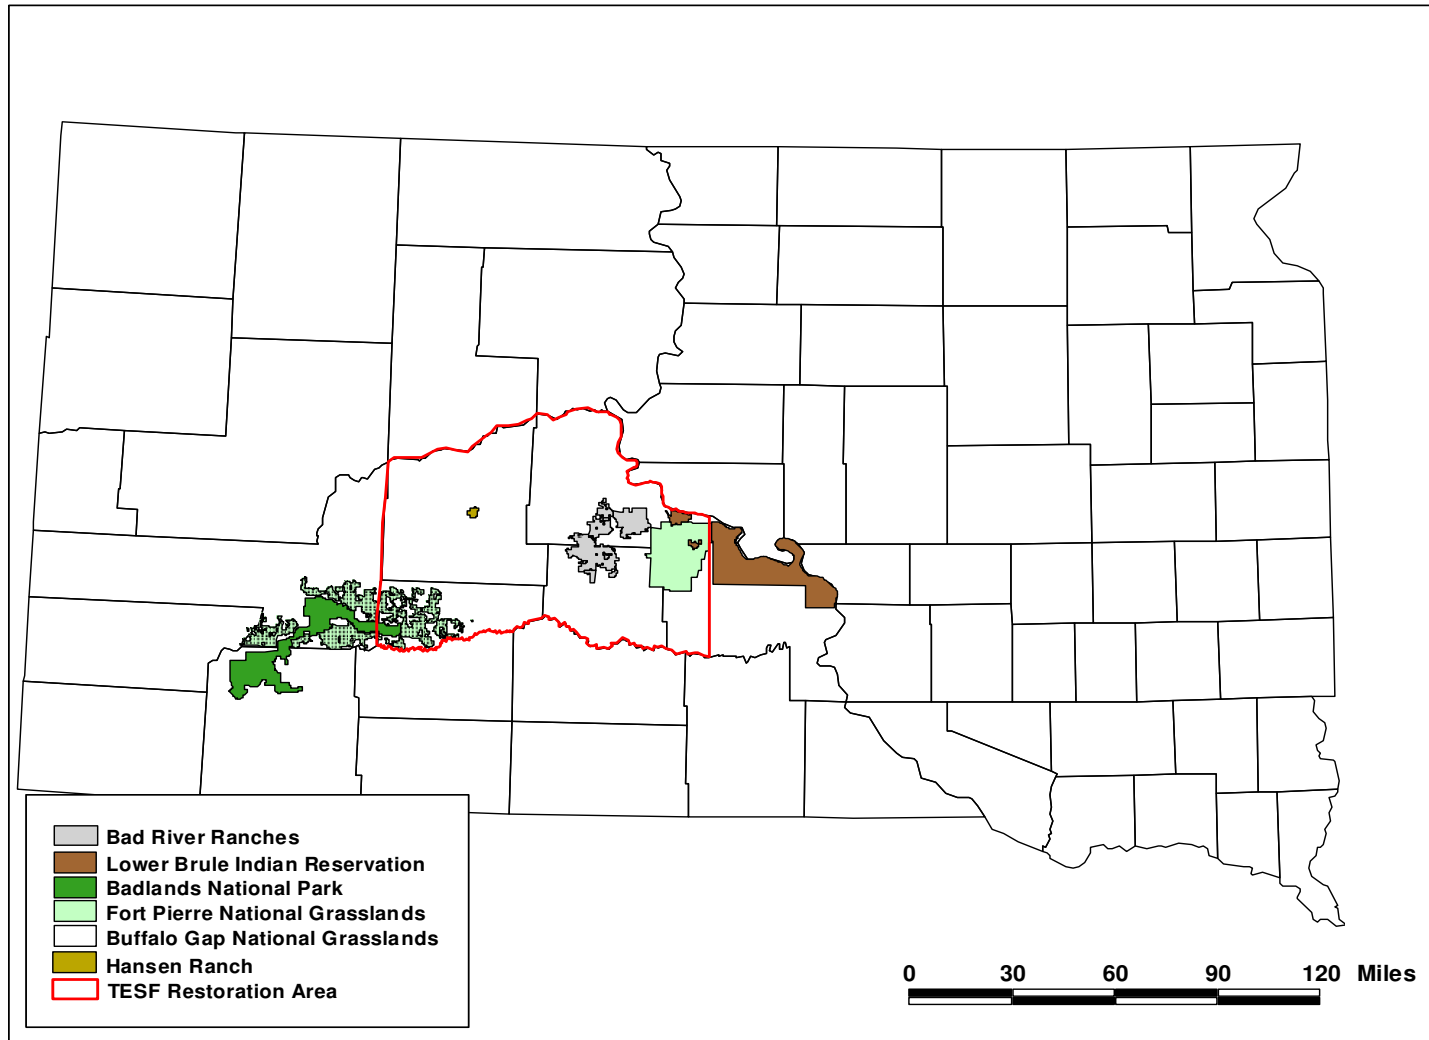 Bad River Ranches
Lower Brule Indian Reservation
Badlands National Park
Fort Pierre National Grasslands
Buffalo Gap National Grasslands
Hansen Ranch
TESF Restoration Area
0 30 60 90 120 Miles